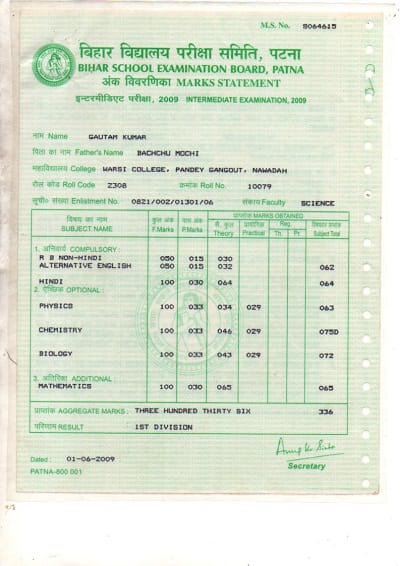 M.S. No. S064615
बिहार विद्यालय परीक्षा समिति, पटना
BIHAR SCHOOL EXAMINATION BOARD, PATNA
अंक विवरणिका MARKS STATEMENT
इन्टरमीडिएट परीक्षा, 2009 INTERMEDIATE EXAMINATION, 2009
नाम Name GAUTAM KUMAR
पिता का नाम Father's Name BACHCHU MOCHI
महाविद्यालय College WARSI COLLEGE, PANDEY GANGOUT, NAWADAH
रोल कोड Roll Code 2308 क्रमांक Roll No. 10079
सूची० संख्या Enlistment No. 0821/002/01301/06 संकाय Faculty SCIENCE
विषय का नाम कुल अंक पास अंक प्राप्तांक MARKS OBTAINED
SUBJECT NAME F.Marks P.Marks Theory प्रायोगिक Practical Reg. Th. Pr. Subject Total
1. अनिवार्य COMPULSORY :
R B NON-HINDI 050 015 030
ALTERNATIVE ENGLISH 050 015 032 062
HINDI 100 030 064 064
2. ऐच्छिक OPTIONAL :
PHYSICS 100 033 034 029 063
CHEMISTRY 100 033 046 029 075D
BIOLOGY 100 033 043 029 072
3. अतिरिक्त ADDITIONAL :
MATHEMATICS 100 030 065 065
प्राप्तांक AGGREGATE MARKS : THREE HUNDRED THIRTY SIX 336
परिणाम RESULT 1ST DIVISION
Dated : 01-06-2009
PATNA-800 001
Secretary